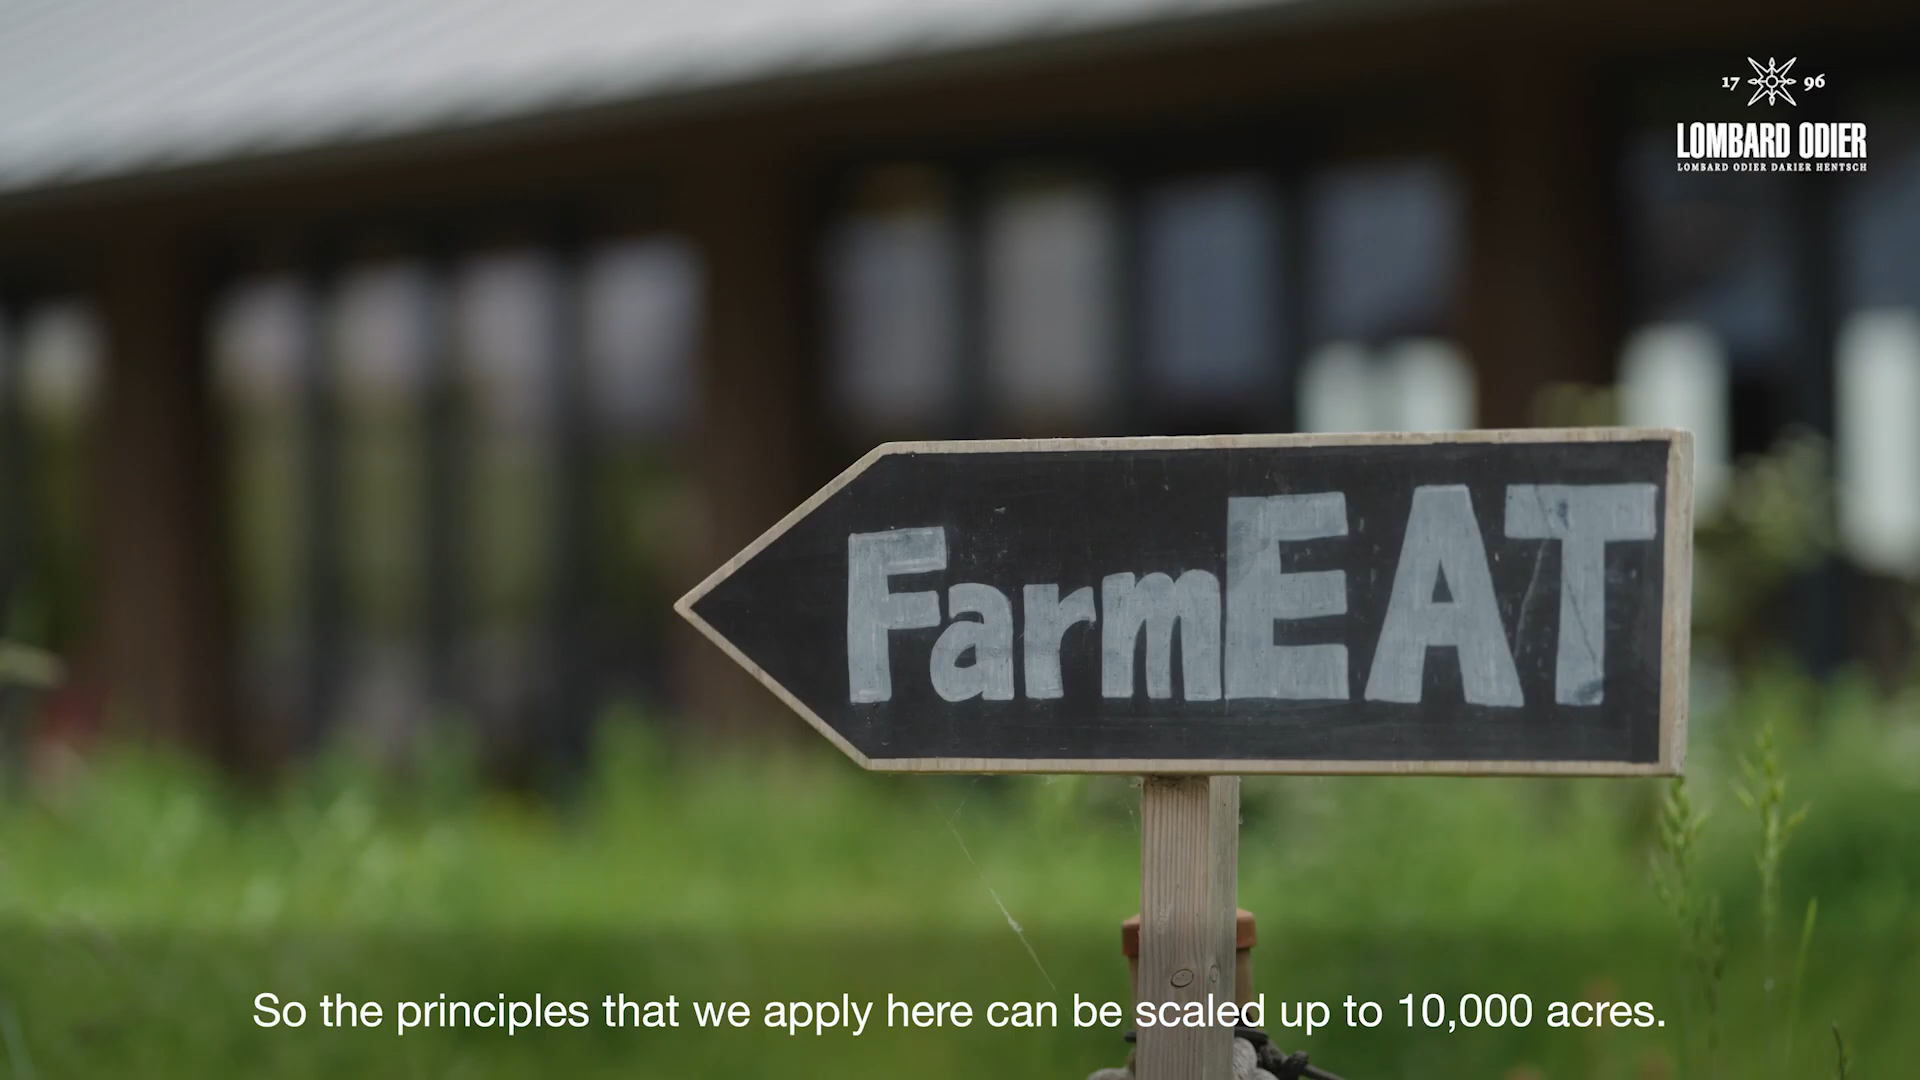 17 96
LOMBARD ODIER
LOMBARD ODIER DARIER HENTSCH
FarmEAT
So the principles that we apply here can be scaled up to 10,000 acres.